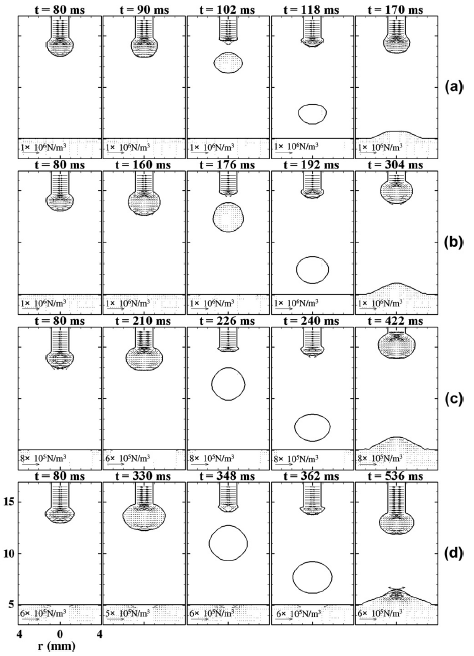 t = 80 ms t = 90 ms t = 102 ms t = 118 ms t = 170 ms
(a)
1× 10⁶N/m³ 1× 10⁶N/m³ 1× 10⁶N/m³ 1× 10⁶N/m³ 1× 10⁶N/m³
t = 80 ms t = 160 ms t = 176 ms t = 192 ms t = 304 ms
(b)
1× 10⁶N/m³ 1× 10⁶N/m³ 1× 10⁶N/m³ 1× 10⁶N/m³ 1× 10⁶N/m³
t = 80 ms t = 210 ms t = 226 ms t = 240 ms t = 422 ms
(c)
8× 10⁵N/m³ 6× 10⁵N/m³ 8× 10⁵N/m³ 8× 10⁵N/m³ 8× 10⁵N/m³
t = 80 ms t = 330 ms t = 348 ms t = 362 ms t = 536 ms
15
10
(d)
5
6× 10⁵N/m³ 5× 10⁵N/m³ 6× 10⁵N/m³ 6× 10⁵N/m³ 6× 10⁵N/m³
4 0 4
r (mm)